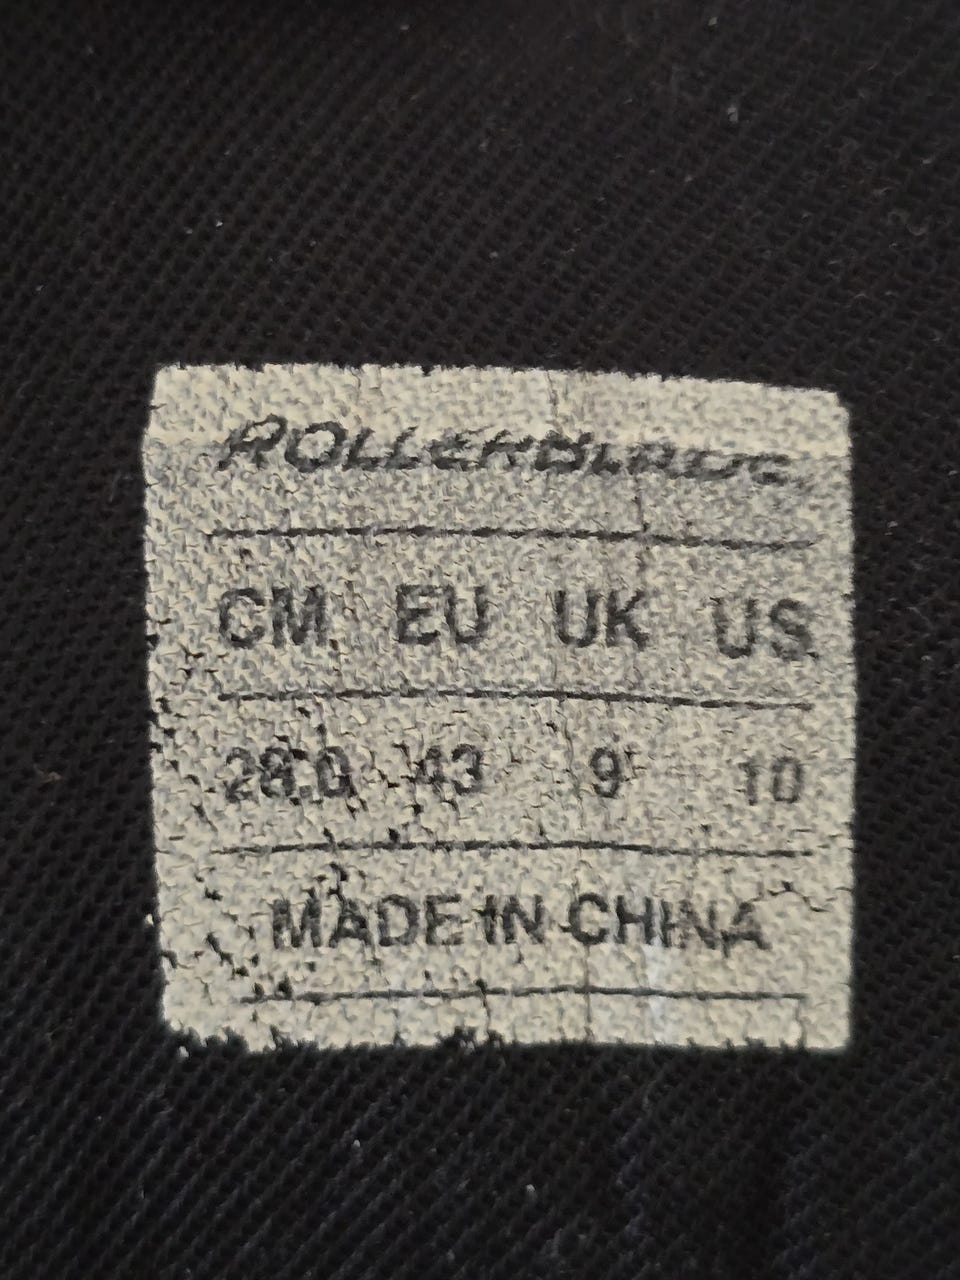 ROLLERBLADE
CM EU UK US
28.0 43 9 10
MADE IN CHINA